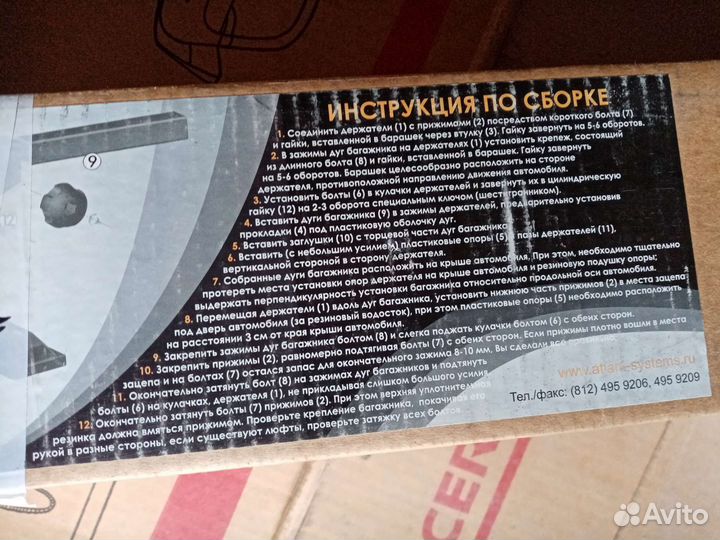 ИНСТРУКЦИЯ ПО СБОРКЕ
1. Соединить держатели (1) с прижимами (2) посредством короткого болта (7)
и гайки, вставленной в барашек через втулку (3). Гайку завернуть на 5-6 оборотов.
2. В зажимы дуг багажника на держателях (1) установить крепеж, состоящий
из длинного болта (8) и гайки, вставленной в барашек. Гайку завернуть
на 5-6 оборотов. Барашек целесообразно расположить на стороне
держателя, противоположной направлению движения автомобиля.
3. Установить болты (6) в кулачки держателей и завернуть их в цилиндрическую
гайку (12) на 2-3 оборота специальным ключом (шестигранником).
4. Вставить дуги багажника (9) в зажимы держателей, предварительно установив
прокладки (4) под пластиковую оболочку дуг.
5. Вставить заглушки (10) с торцевой части дуг багажника
6. Вставить (с небольшим усилием) пластиковые опоры (5) в пазы держателей (11),
вертикальной стороной в сторону держателя.
7. Собранные дуги багажника расположить на крыше автомобиля. При этом, необходимо тщательно
протереть места установки опор держателя на крыше автомобиля и резиновую подушку опоры;
выдержать перпендикулярность установки багажника относительно продольной оси автомобиля.
8. Перемещая держатели (1) вдоль дуг багажника, установить нижнюю часть прижимов (2) в места зацепа
под дверь автомобиля (за резиновый водосток), при этом пластиковые опоры (5) необходимо расположить
на расстоянии 3 см от края крыши автомобиля.
9. Закрепить зажимы дуг багажника болтом (8) и слегка поджать кулачки болтом (6) с обеих сторон.
10. Закрепить прижимы (2), равномерно подтягивая болты (7) с обеих сторон. Если прижимы плотно вошли в места
зацепа и на болтах (7) остался запас для окончательного зажима 8-10 мм, Вы сделали все правильно.
11. Окончательно затянуть болт (8) на зажимах дуг багажников и подтянуть
болты (6) на кулачках, держателя (1), не прикладывая слишком большого усилия.
12. Окончательно затянуть болты (7) прижимов (2). При этом верхняя уплотнительная
резинка должна вмяться прижимом. Проверьте крепление багажника, покачивая его
рукой в разные стороны, если существуют люфты, проверьте затяжку всех болтов.
www.atlant-systems.ru
Тел./факс: (812) 495 9206, 495 9209
9
12)
CER
Avito